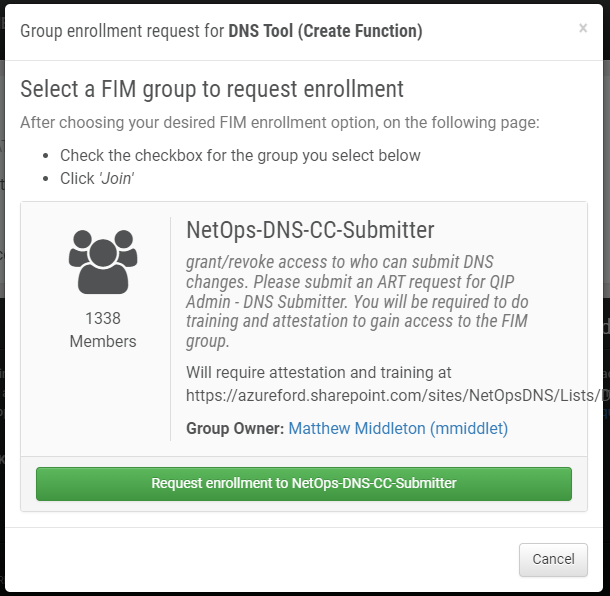 Group enrollment request for DNS Tool (Create Function)
×
Select a FIM group to request enrollment
After choosing your desired FIM enrollment option, on the following page:
• Check the checkbox for the group you select below
• Click 'Join'
NetOps-DNS-CC-Submitter
grant/revoke access to who can submit DNS
changes. Please submit an ART request for QIP
Admin - DNS Submitter. You will be required to do
training and attestation to gain access to the FIM
group.
1338
Members
Will require attestation and training at
https://azureford.sharepoint.com/sites/NetOpsDNS/Lists/D
Group Owner: Matthew Middleton (mmiddlet)
Request enrollment to NetOps-DNS-CC-Submitter
Cancel